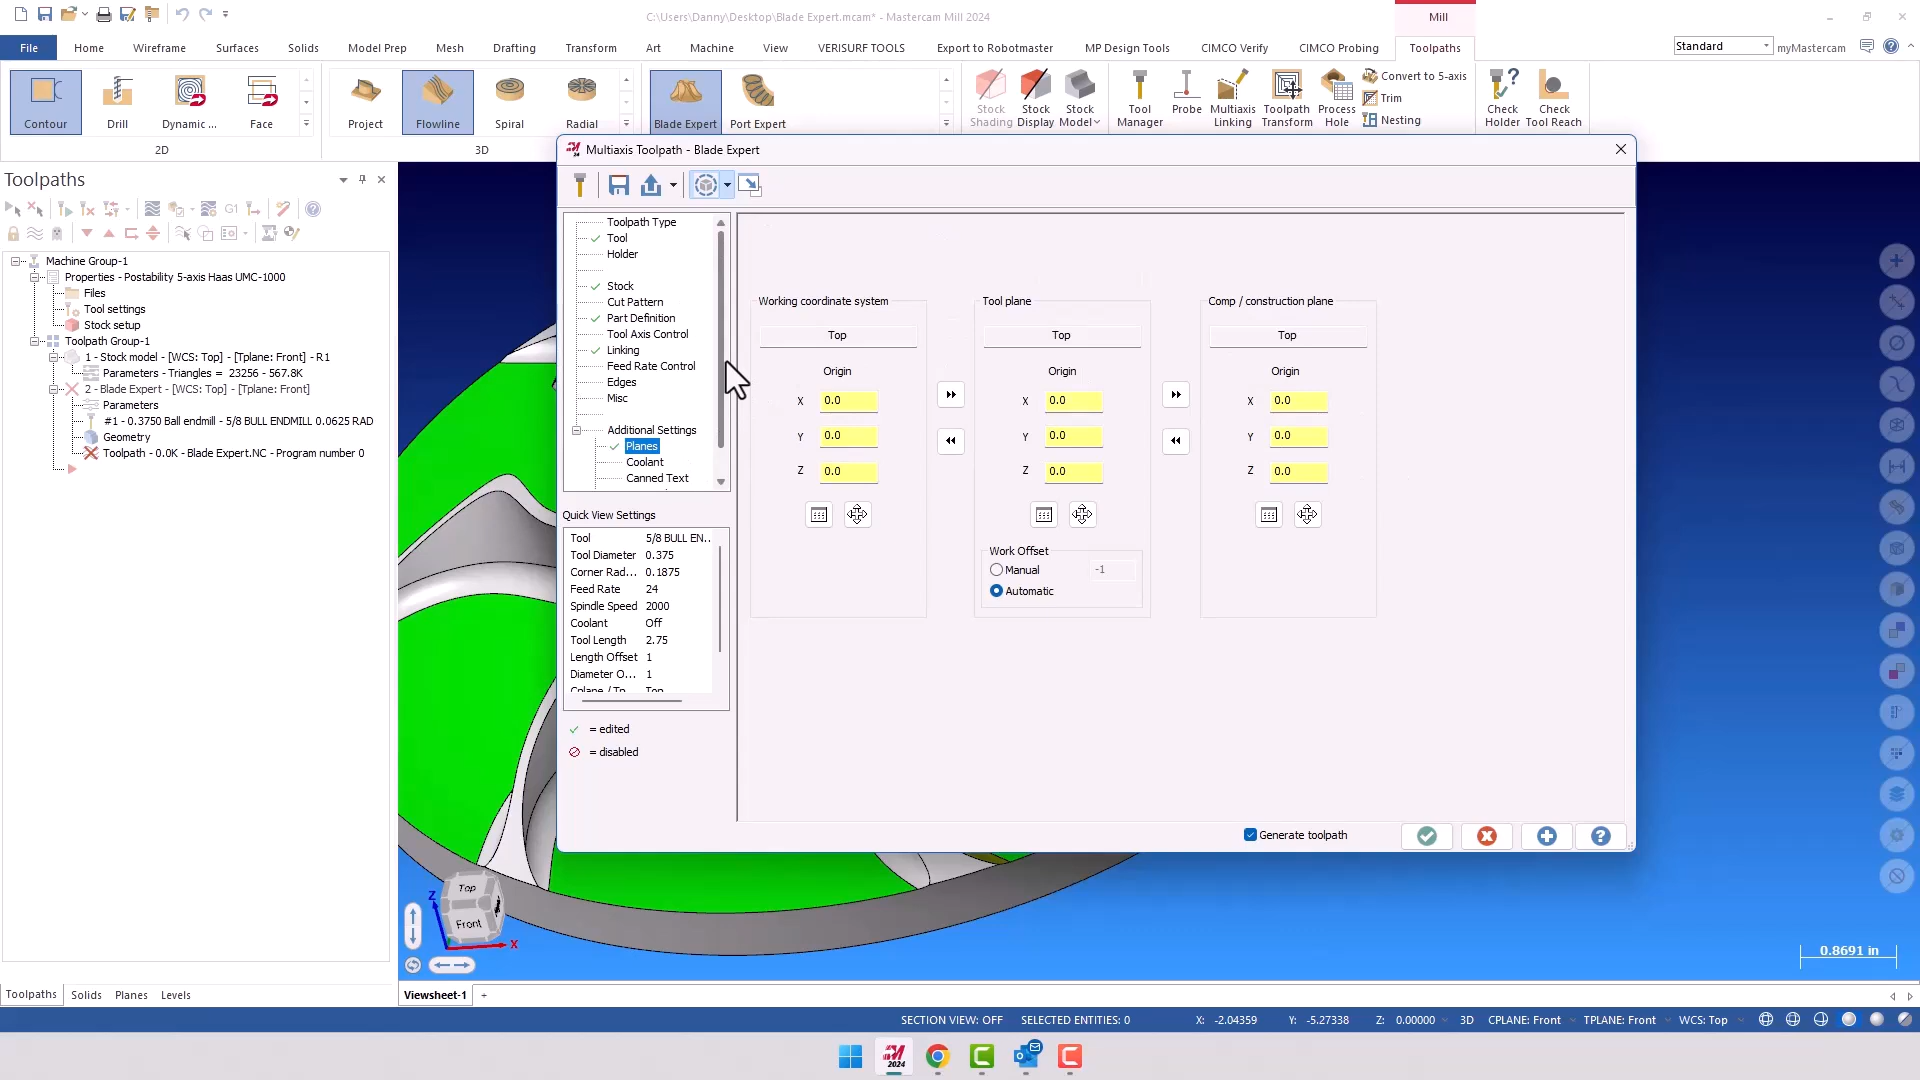 C:\Users\Danny\Desktop\Blade Expert.mcam* - Mastercam Mill 2024
Mill
File
Home
Wireframe
Surfaces
Solids
Model Prep
Mesh
Drafting
Transform
Art
Machine
View
VERISURF TOOLS
Export to Robotmaster
MP Design Tools
CIMCO Verify
CIMCO Probing
Toolpaths
Standard
myMastercam
Contour
Drill
Dynamic ...
Face
Project
Flowline
Spiral
Radial
Blade Expert
Port Expert
Stock
Shading
Stock
Display
Stock
Model
Tool
Manager
Probe
Multiaxis
Linking
Toolpath
Transform
Process
Hole
Convert to 5-axis
Trim
Nesting
Check
Holder
Check
Tool Reach
2D
3D
Toolpaths
G1
Machine Group-1
Properties - Postability 5-axis Haas UMC-1000
Files
Tool settings
Stock setup
Toolpath Group-1
1 - Stock model - [WCS: Top] - [Tplane: Front] - R1
Parameters - Triangles = 23256 - 567.8K
2 - Blade Expert - [WCS: Top] - [Tplane: Front]
Parameters
#1 - 0.3750 Ball endmill - 5/8 BULL ENDMILL 0.0625 RAD
Geometry
Toolpath - 0.0K - Blade Expert.NC - Program number 0
Multiaxis Toolpath - Blade Expert
Toolpath Type
Tool
Holder
Stock
Cut Pattern
Part Definition
Tool Axis Control
Linking
Feed Rate Control
Edges
Misc
Additional Settings
Planes
Coolant
Canned Text
Quick View Settings
Tool 5/8 BULL EN..
Tool Diameter 0.375
Corner Rad... 0.1875
Feed Rate 24
Spindle Speed 2000
Coolant Off
Tool Length 2.75
Length Offset 1
Diameter O... 1
Cplane / Tp... Top
= edited
= disabled
Working coordinate system
Top
Origin
X 0.0
Y 0.0
Z 0.0
Tool plane
Top
Origin
X 0.0
Y 0.0
Z 0.0
Work Offset
Manual -1
Automatic
Comp / construction plane
Top
Origin
X 0.0
Y 0.0
Z 0.0
Generate toolpath
Top
Front
Z
X
0.8691 in
Toolpaths
Solids
Planes
Levels
Viewsheet-1
+
SECTION VIEW: OFF
SELECTED ENTITIES: 0
X: -2.04359
Y: -5.27338
Z: 0.00000
3D
CPLANE: Front
TPLANE: Front
WCS: Top
2024